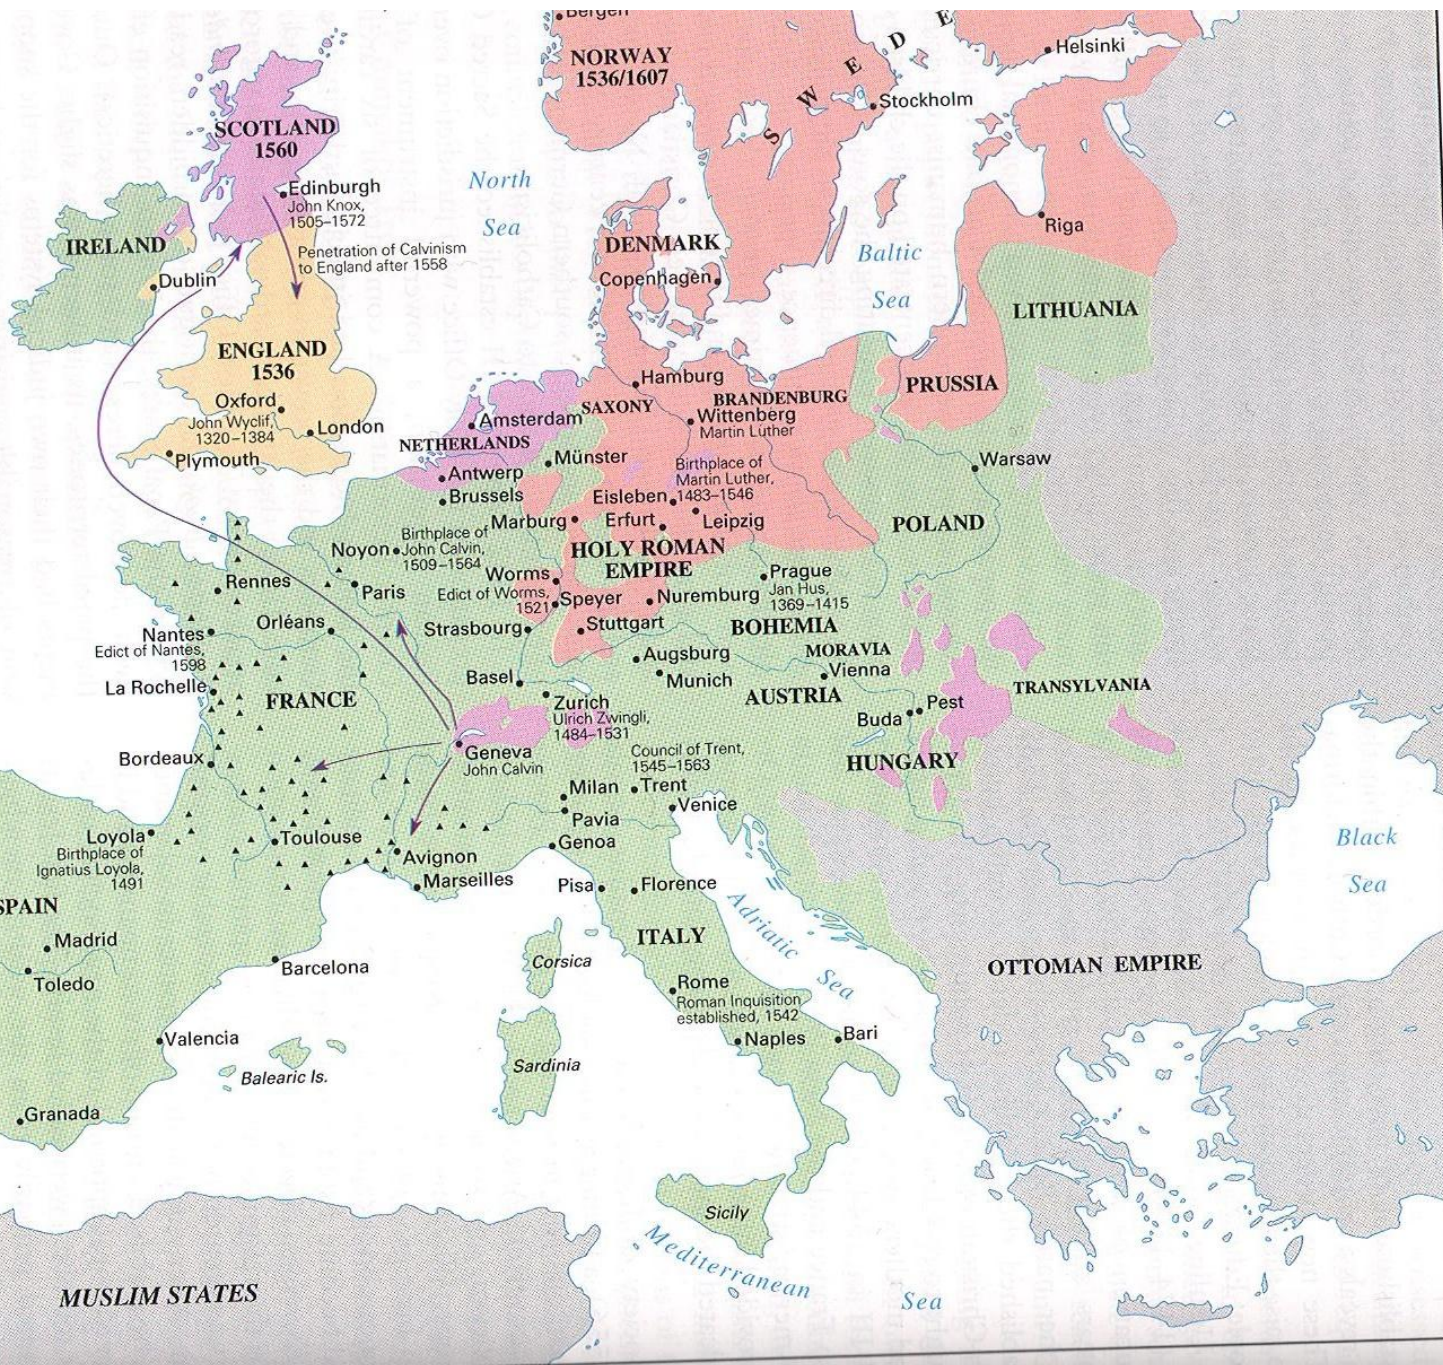 Bergen
NORWAY
1536/1607
SWEDE
Helsinki
Stockholm
SCOTLAND
1560
Edinburgh
John Knox,
1505–1572
North
Sea
Penetration of Calvinism
to England after 1558
IRELAND
Dublin
DENMARK
Copenhagen
Baltic
Sea
Riga
LITHUANIA
ENGLAND
1536
Oxford
John Wyclif,
1320–1384
London
Plymouth
Hamburg
SAXONY
BRANDENBURG
Wittenberg
Martin Luther
PRUSSIA
Amsterdam
NETHERLANDS
Antwerp
Brussels
Münster
Birthplace of
Martin Luther,
1483–1546
Eisleben
Warsaw
Marburg
Erfurt
Leipzig
POLAND
Noyon
Birthplace of
John Calvin,
1509–1564
HOLY ROMAN
EMPIRE
Worms
Edict of Worms,
1521
Speyer
Nuremburg
Prague
Jan Hus,
1369–1415
Rennes
Paris
Orléans
Strasbourg
Stuttgart
BOHEMIA
Nantes
Edict of Nantes,
1598
Augsburg
MORAVIA
Vienna
Munich
AUSTRIA
TRANSYLVANIA
La Rochelle
FRANCE
Basel
Zurich
Ulrich Zwingli,
1484–1531
Buda
Pest
Bordeaux
Geneva
John Calvin
Council of Trent,
1545–1563
HUNGARY
Milan
Trent
Venice
Pavia
Loyola
Birthplace of
Ignatius Loyola,
1491
Toulouse
Avignon
Marseilles
Genoa
Black
Sea
Pisa
Florence
SPAIN
Madrid
Toledo
Barcelona
Corsica
ITALY
Adriatic Sea
OTTOMAN EMPIRE
Rome
Roman Inquisition
established, 1542
Valencia
Naples
Bari
Balearic Is.
Sardinia
Granada
Sicily
Mediterranean
Sea
MUSLIM STATES